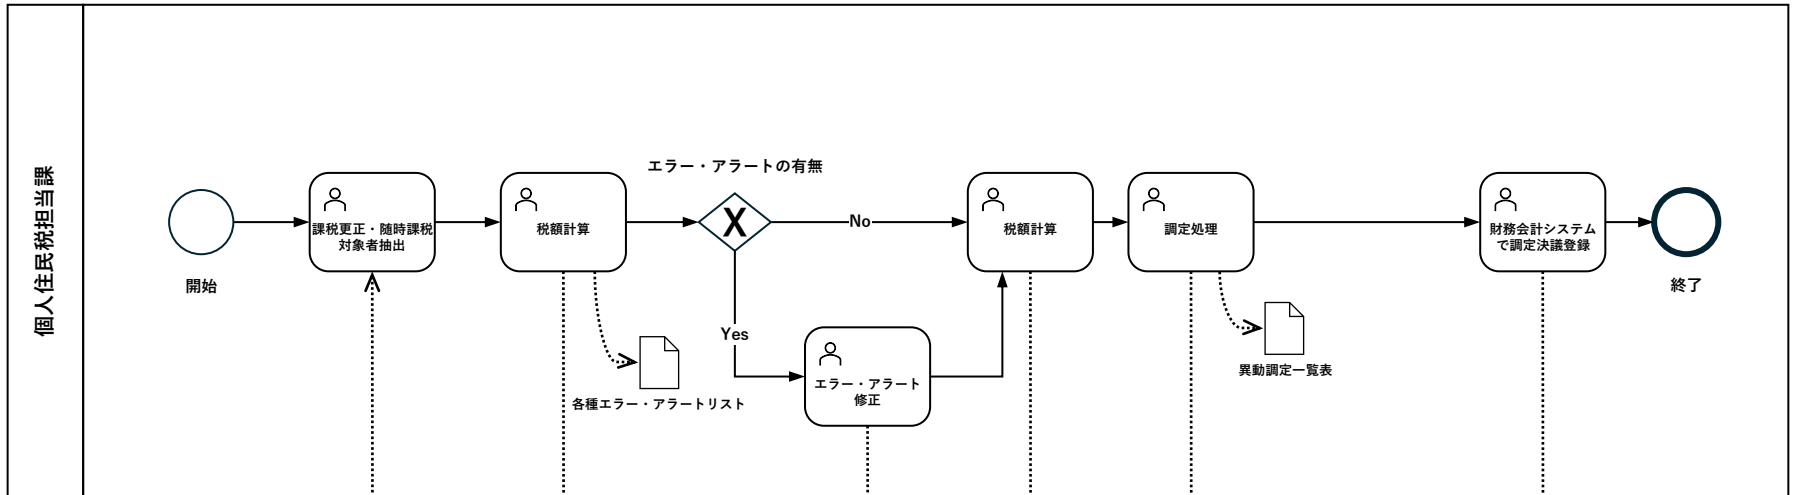 個人住民税担当課
開始
課税更正・随時課税
対象者抽出
税額計算
各種エラー・アラートリスト
エラー・アラートの有無
X
No
Yes
エラー・アラート
修正
税額計算
調定処理
異動調定一覧表
財務会計システム
で調定決議登録
終了